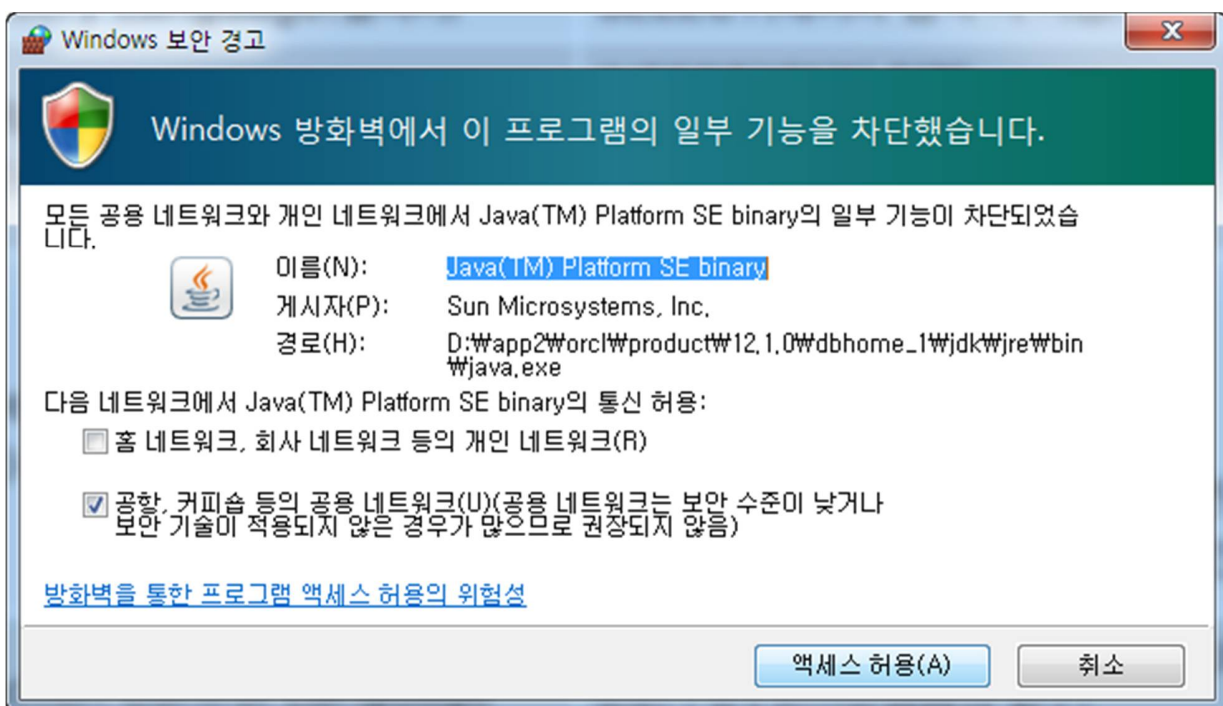 Windows 보안 경고
x
Windows 방화벽에서 이 프로그램의 일부 기능을 차단했습니다.
모든 공용 네트워크와 개인 네트워크에서 Java(TM) Platform SE binary의 일부 기능이 차단되었습
니다.
이름(N): Java(TM) Platform SE binary
게시자(P): Sun Microsystems, Inc.
경로(H): D:₩app2₩orcl₩product₩12.1.0₩dbhome_1₩jdk₩jre₩bin
₩java.exe
다음 네트워크에서 Java(TM) Platform SE binary의 통신 허용:
홈 네트워크, 회사 네트워크 등의 개인 네트워크(R)
공항, 커피숍 등의 공용 네트워크(U)(공용 네트워크는 보안 수준이 낮거나
보안 기술이 적용되지 않은 경우가 많으므로 권장되지 않음)
방화벽을 통한 프로그램 액세스 허용의 위험성
액세스 허용(A) 취소